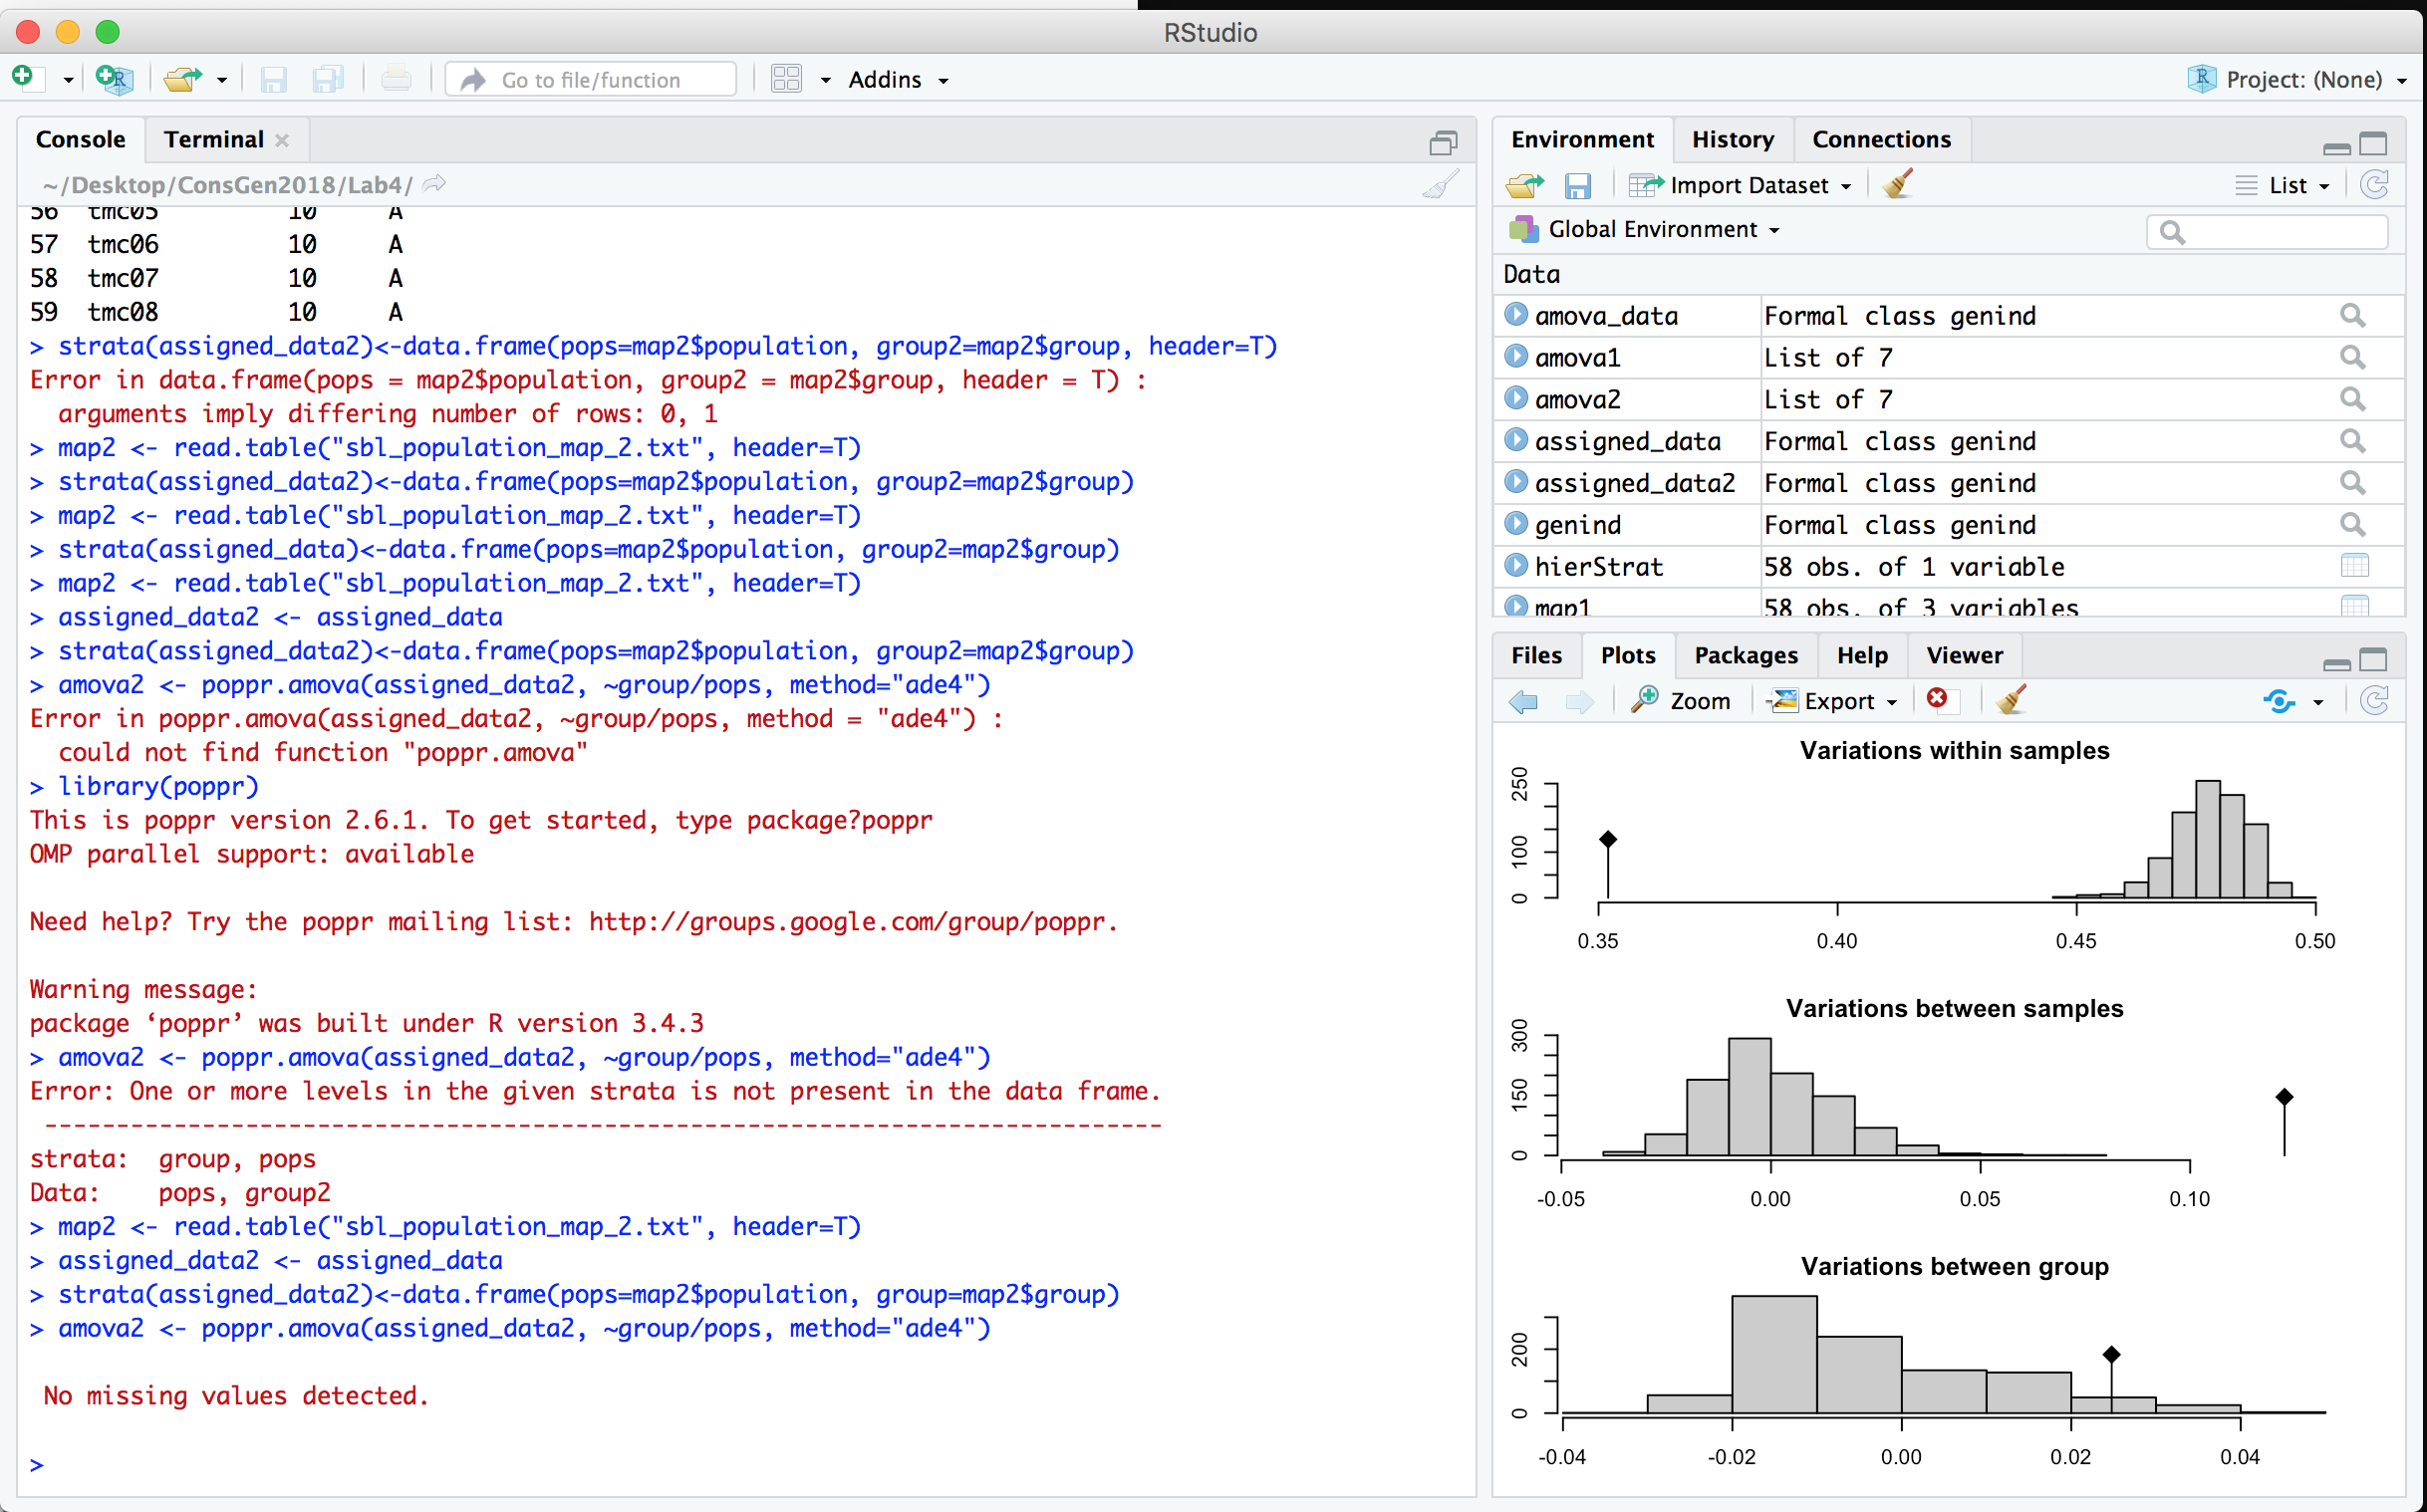 RStudio
Go to file/function
Addins
Project: (None)
Console Terminal
~/Desktop/ConsGen2018/Lab4/
56 tmc05 10 A
57 tmc06 10 A
58 tmc07 10 A
59 tmc08 10 A
> strata(assigned_data2)<-data.frame(pops=map2$population, group2=map2$group, header=T)
Error in data.frame(pops = map2$population, group2 = map2$group, header = T) :
arguments imply differing number of rows: 0, 1
> map2 <- read.table("sbl_population_map_2.txt", header=T)
> strata(assigned_data2)<-data.frame(pops=map2$population, group2=map2$group)
> map2 <- read.table("sbl_population_map_2.txt", header=T)
> strata(assigned_data)<-data.frame(pops=map2$population, group2=map2$group)
> map2 <- read.table("sbl_population_map_2.txt", header=T)
> assigned_data2 <- assigned_data
> strata(assigned_data2)<-data.frame(pops=map2$population, group2=map2$group)
> amova2 <- poppr.amova(assigned_data2, ~group/pops, method="ade4")
Error in poppr.amova(assigned_data2, ~group/pops, method = "ade4") :
could not find function "poppr.amova"
> library(poppr)
This is poppr version 2.6.1. To get started, type package?poppr
OMP parallel support: available
Need help? Try the poppr mailing list: http://groups.google.com/group/poppr.
Warning message:
package ‘poppr’ was built under R version 3.4.3
> amova2 <- poppr.amova(assigned_data2, ~group/pops, method="ade4")
Error: One or more levels in the given strata is not present in the data frame.
------------------------------------------------------------------------------
strata: group, pops
Data: pops, group2
> map2 <- read.table("sbl_population_map_2.txt", header=T)
> assigned_data2 <- assigned_data
> strata(assigned_data2)<-data.frame(pops=map2$population, group=map2$group)
> amova2 <- poppr.amova(assigned_data2, ~group/pops, method="ade4")
No missing values detected.
>
Environment History Connections
Import Dataset List
Global Environment
Data
amova_data Formal class genind
amova1 List of 7
amova2 List of 7
assigned_data Formal class genind
assigned_data2 Formal class genind
genind Formal class genind
hierStrat 58 obs. of 1 variable
map1 58 obs. of 3 variables
Files Plots Packages Help Viewer
Zoom Export
Variations within samples
250
100
0
0.35 0.40 0.45 0.50
Variations between samples
300
150
0
-0.05 0.00 0.05 0.10
Variations between group
200
0
-0.04 -0.02 0.00 0.02 0.04